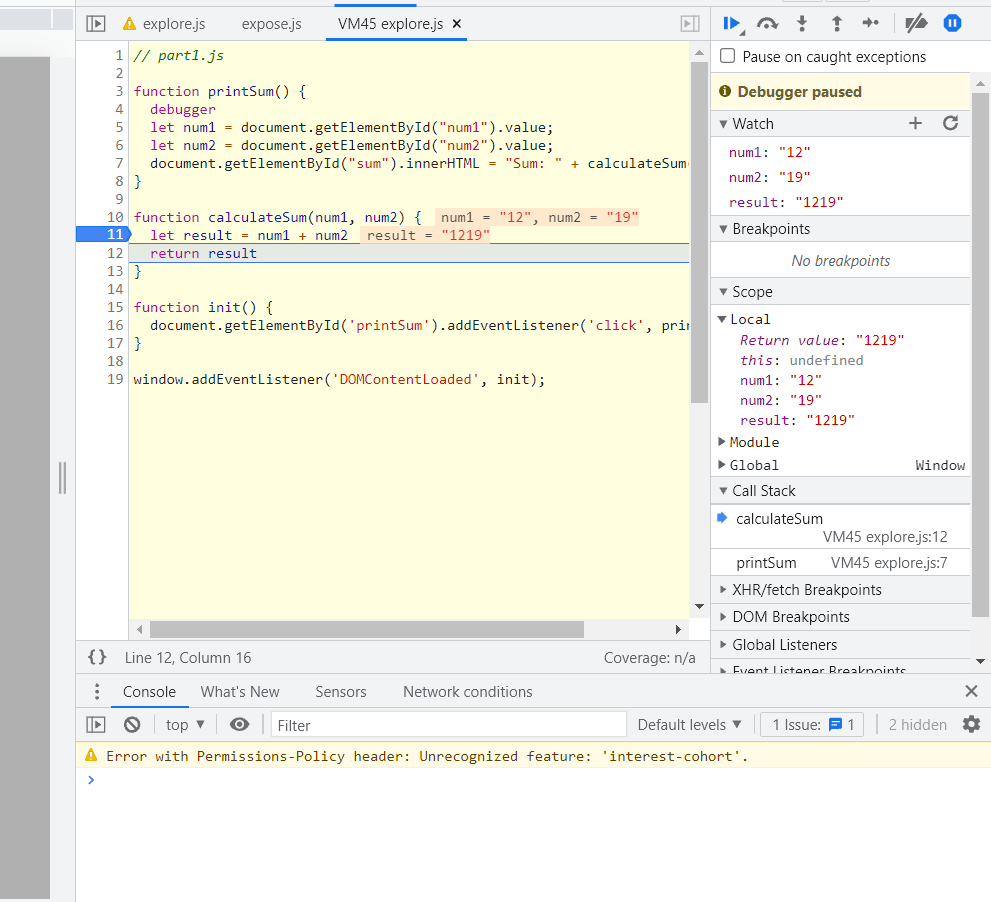 explore.js expose.js VM45 explore.js ×
1 // part1.js
2
3 function printSum() {
4 debugger
5 let num1 = document.getElementById("num1").value;
6 let num2 = document.getElementById("num2").value;
7 document.getElementById("sum").innerHTML = "Sum: " + calculateSum(
8 }
9
10 function calculateSum(num1, num2) { num1 = "12", num2 = "19"
11 let result = num1 + num2 result = "1219"
12 return result
13 }
14
15 function init() {
16 document.getElementById('printSum').addEventListener('click', prin
17 }
18
19 window.addEventListener('DOMContentLoaded', init);
{} Line 12, Column 16 Coverage: n/a
Pause on caught exceptions
Debugger paused
Watch
num1: "12"
num2: "19"
result: "1219"
Breakpoints
No breakpoints
Scope
Local
Return value: "1219"
this: undefined
num1: "12"
num2: "19"
result: "1219"
Module
Global Window
Call Stack
calculateSum
VM45 explore.js:12
printSum VM45 explore.js:7
XHR/fetch Breakpoints
DOM Breakpoints
Global Listeners
Event Listener Breakpoints
Console What's New Sensors Network conditions
top Filter Default levels 1 Issue: 1 2 hidden
Error with Permissions-Policy header: Unrecognized feature: 'interest-cohort'.